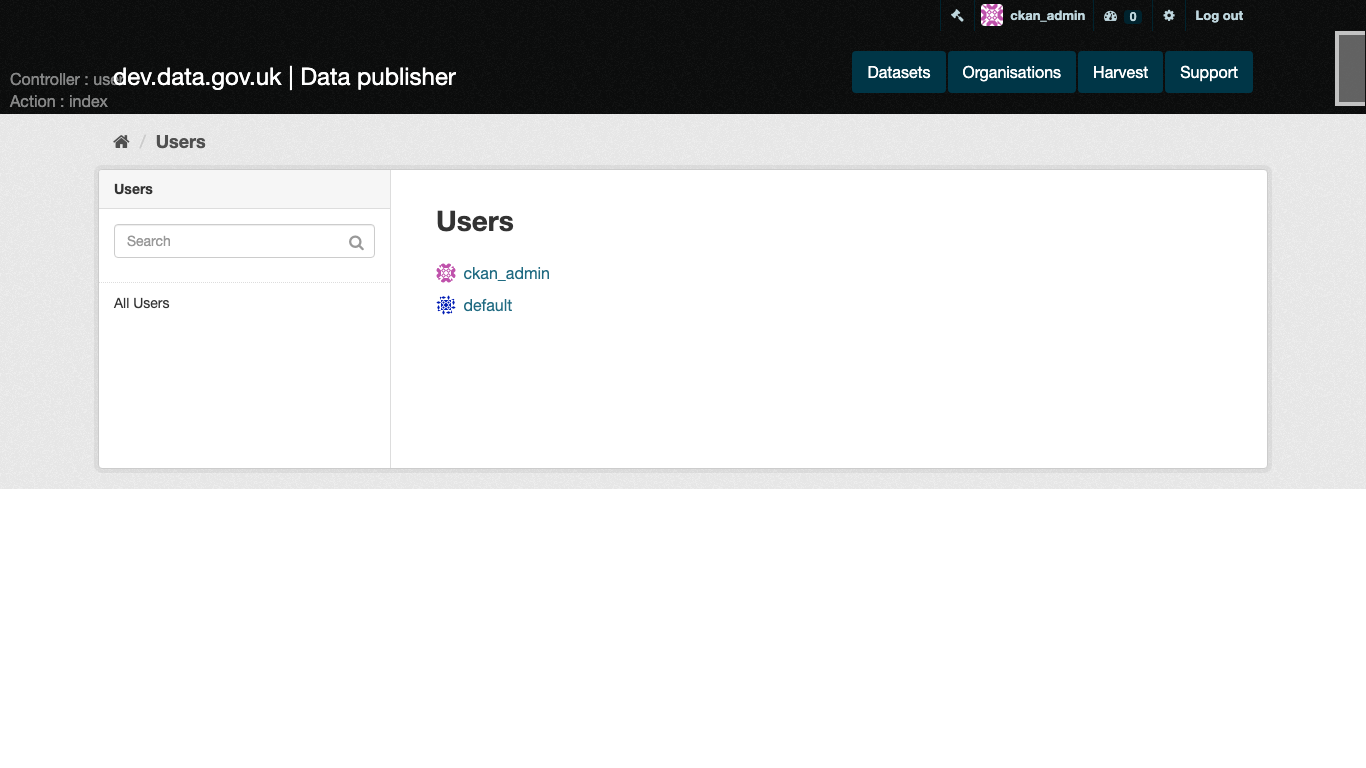 ckan_admin 0 Log out
dev.data.gov.uk | Data publisher
Datasets Organisations Harvest Support
Controller : user
Action : index
/ Users
Users
Search
All Users
Users
ckan_admin
default